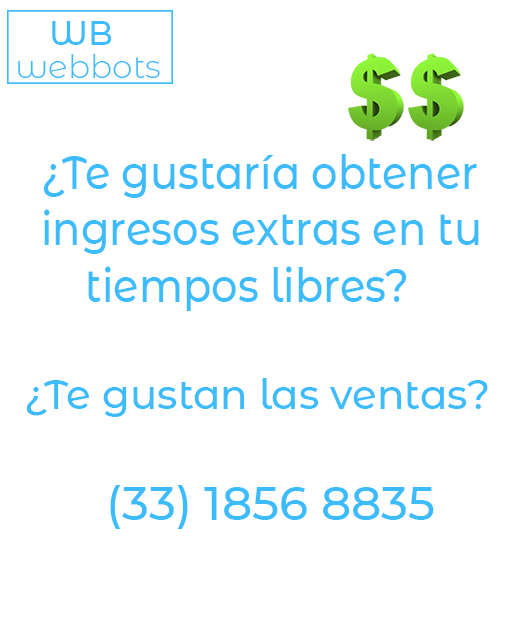 WB
webbots
$$
¿Te gustaría obtener
ingresos extras en tu
tiempos libres?
¿Te gustan las ventas?
(33) 1856 8835